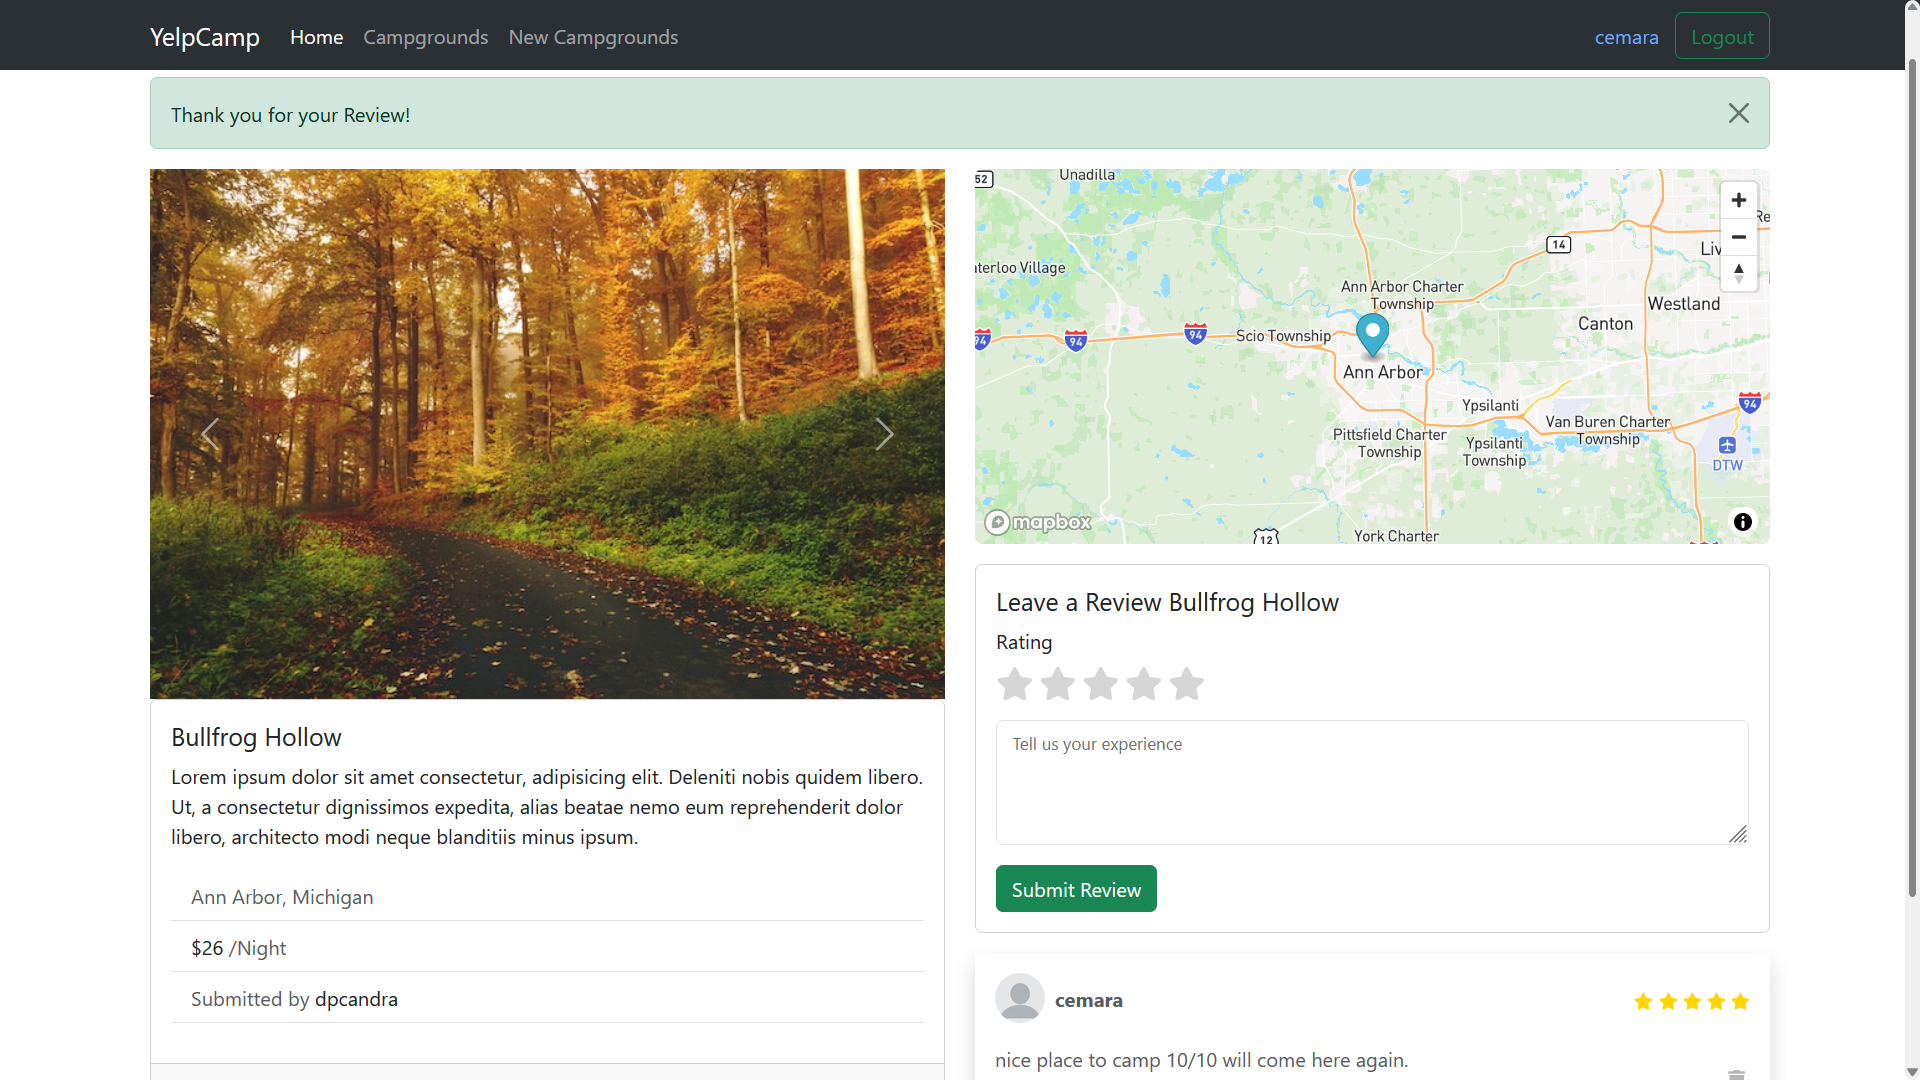 YelpCamp
Home
Campgrounds
New Campgrounds
cemara
Logout
Thank you for your Review!
52
Unadilla
14
Liv
aterloo Village
Ann Arbor Charter
Township
Westland
Canton
94
94
94
Scio Township
Ann Arbor
Ypsilanti
94
Van Buren Charter
Township
Pittsfield Charter
Township
Ypsilanti
Township
DTW
mapbox
12
York Charter
Leave a Review Bullfrog Hollow
Rating
Tell us your experience
Submit Review
Bullfrog Hollow
Lorem ipsum dolor sit amet consectetur, adipisicing elit. Deleniti nobis quidem libero.
Ut, a consectetur dignissimos expedita, alias beatae nemo eum reprehenderit dolor
libero, architecto modi neque blanditiis minus ipsum.
Ann Arbor, Michigan
$26 /Night
Submitted by dpcandra
cemara
nice place to camp 10/10 will come here again.